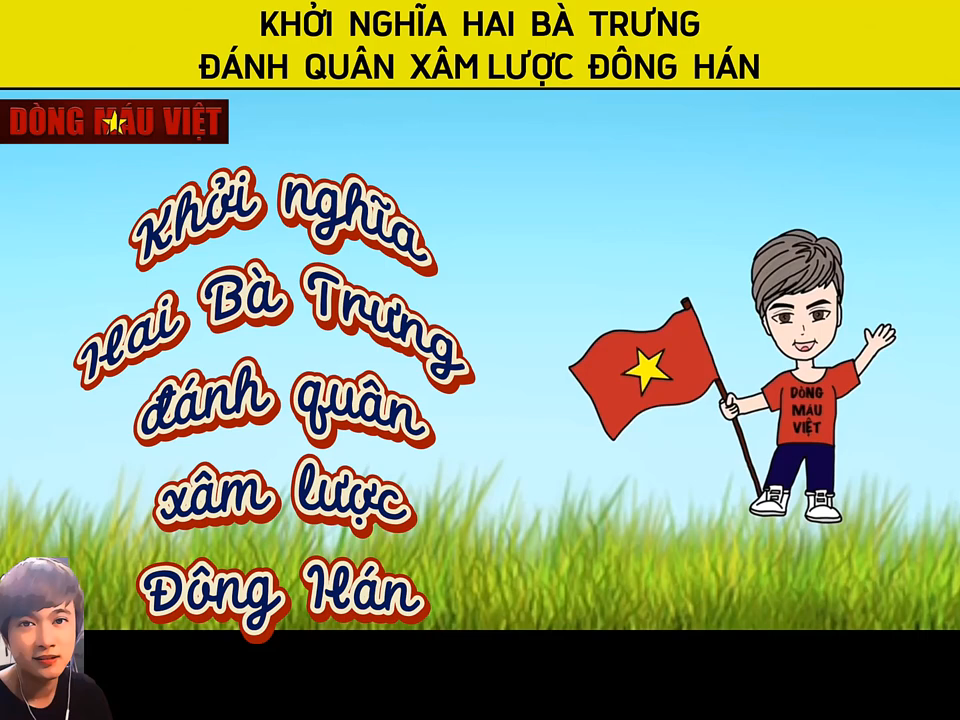 KHỞI NGHĨA HAI BÀ TRƯNG
ĐÁNH QUÂN XÂM LƯỢC ĐÔNG HÁN
DÒNG MÁU VIỆT
Khởi nghĩa
Hai Bà Trưng
đánh quân
xâm lược
Đông Hán
DÒNG
MÁU
VIỆT